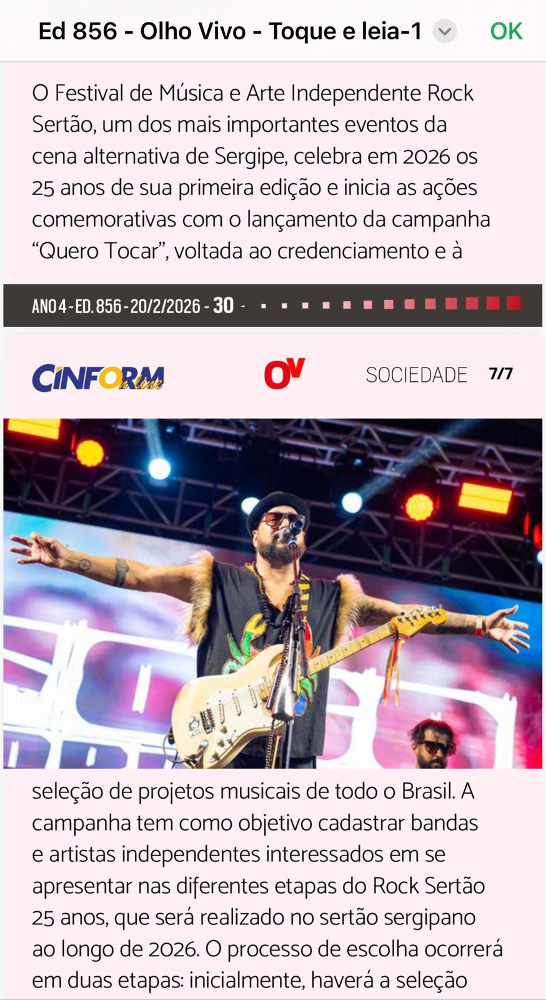 Ed 856 - Olho Vivo - Toque e leia-1
OK
O Festival de Música e Arte Independente Rock
Sertão, um dos mais importantes eventos da
cena alternativa de Sergipe, celebra em 2026 os
25 anos de sua primeira edição e inicia as ações
comemorativas com o lançamento da campanha
“Quero Tocar”, voltada ao credenciamento e à
ANO 4 - ED. 856 - 20/2/2026 - 30 -
CINFORM on line
OV
SOCIEDADE 7/7
seleção de projetos musicais de todo o Brasil. A
campanha tem como objetivo cadastrar bandas
e artistas independentes interessados em se
apresentar nas diferentes etapas do Rock Sertão
25 anos, que será realizado no sertão sergipano
ao longo de 2026. O processo de escolha ocorrerá
em duas etapas: inicialmente, haverá a seleção